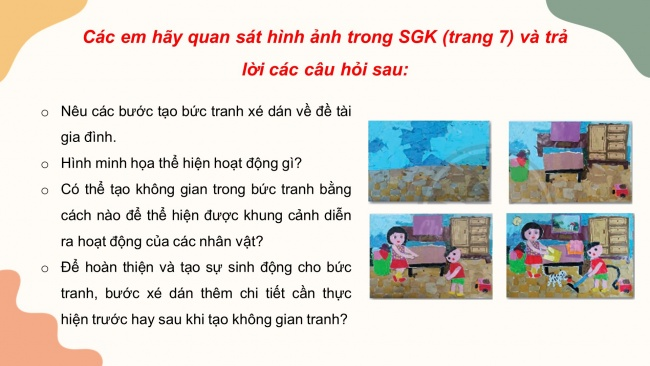 Các em hãy quan sát hình ảnh trong SGK (trang 7) và trả
lời các câu hỏi sau:
o Nêu các bước tạo bức tranh xé dán về đề tài
gia đình.
o Hình minh họa thể hiện hoạt động gì?
o Có thể tạo không gian trong bức tranh bằng
cách nào để thể hiện được khung cảnh diễn
ra hoạt động của các nhân vật?
o Để hoàn thiện và tạo sự sinh động cho bức
tranh, bước xé dán thêm chi tiết cần thực
hiện trước hay sau khi tạo không gian tranh?